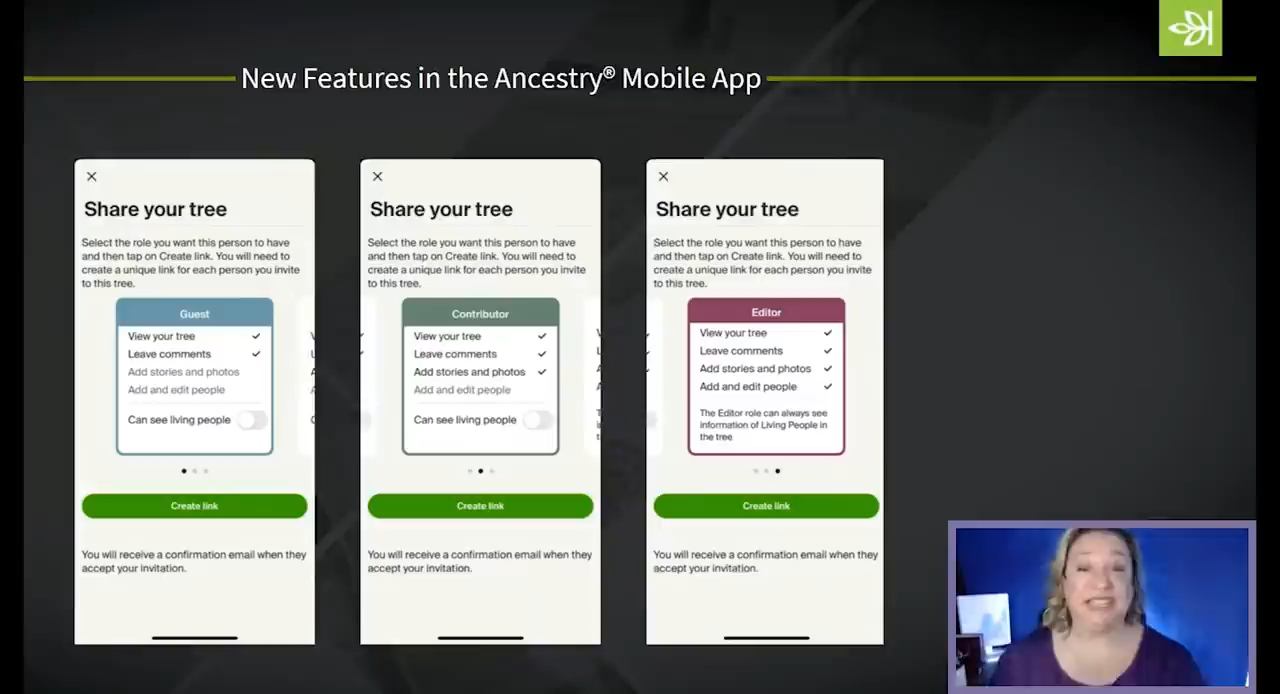 New Features in the Ancestry® Mobile App
Share your tree
Select the role you want this person to have
and then tap on Create link. You will need to
create a unique link for each person you invite
to this tree.
Guest
View your tree
Leave comments
Add stories and photos
Add and edit people
Can see living people
Create link
You will receive a confirmation email when they
accept your invitation.
Share your tree
Select the role you want this person to have
and then tap on Create link. You will need to
create a unique link for each person you invite
to this tree.
Contributor
View your tree
Leave comments
Add stories and photos
Add and edit people
Can see living people
Create link
You will receive a confirmation email when they
accept your invitation.
Share your tree
Select the role you want this person to have
and then tap on Create link. You will need to
create a unique link for each person you invite
to this tree.
Editor
View your tree
Leave comments
Add stories and photos
Add and edit people
The Editor role can always see
information of Living People in
the tree
Create link
You will receive a confirmation email when they
accept your invitation.